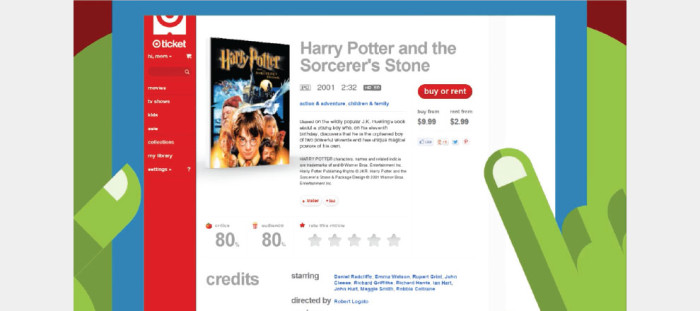 ticket
hi, mom
movies
tv shows
kids
sale
collections
my library
settings
?
Harry Potter
Harry Potter and the
Sorcerer's Stone
PG 2001 2:32
action & adventure children & family
Based on the wildly popular J.K. Rowling's book
about a young boy who, on his eleventh
birthday, discovers that he is the orphaned boy
of two powerful wizards and has unique magical
powers of his own.
HARRY POTTER characters, names and related indicia
are trademarks of and © Warner Bros. Entertainment Inc.
Harry Potter Publishing Rights © JKR. Harry Potter and the
Sorcerer's Stone & Package Design © 2001 Warner Bros.
Entertainment Inc.
buy or rent
buy from rent from
$9.99 $2.99
critics audience rate this movie
80% 80%
credits
starring Daniel Radcliffe, Emma Watson, Rupert Grint, John
Cleese, Richard Griffiths, Richard Harris, Ian Hart,
John Hurt, Maggie Smith, Robbie Coltrane
directed by